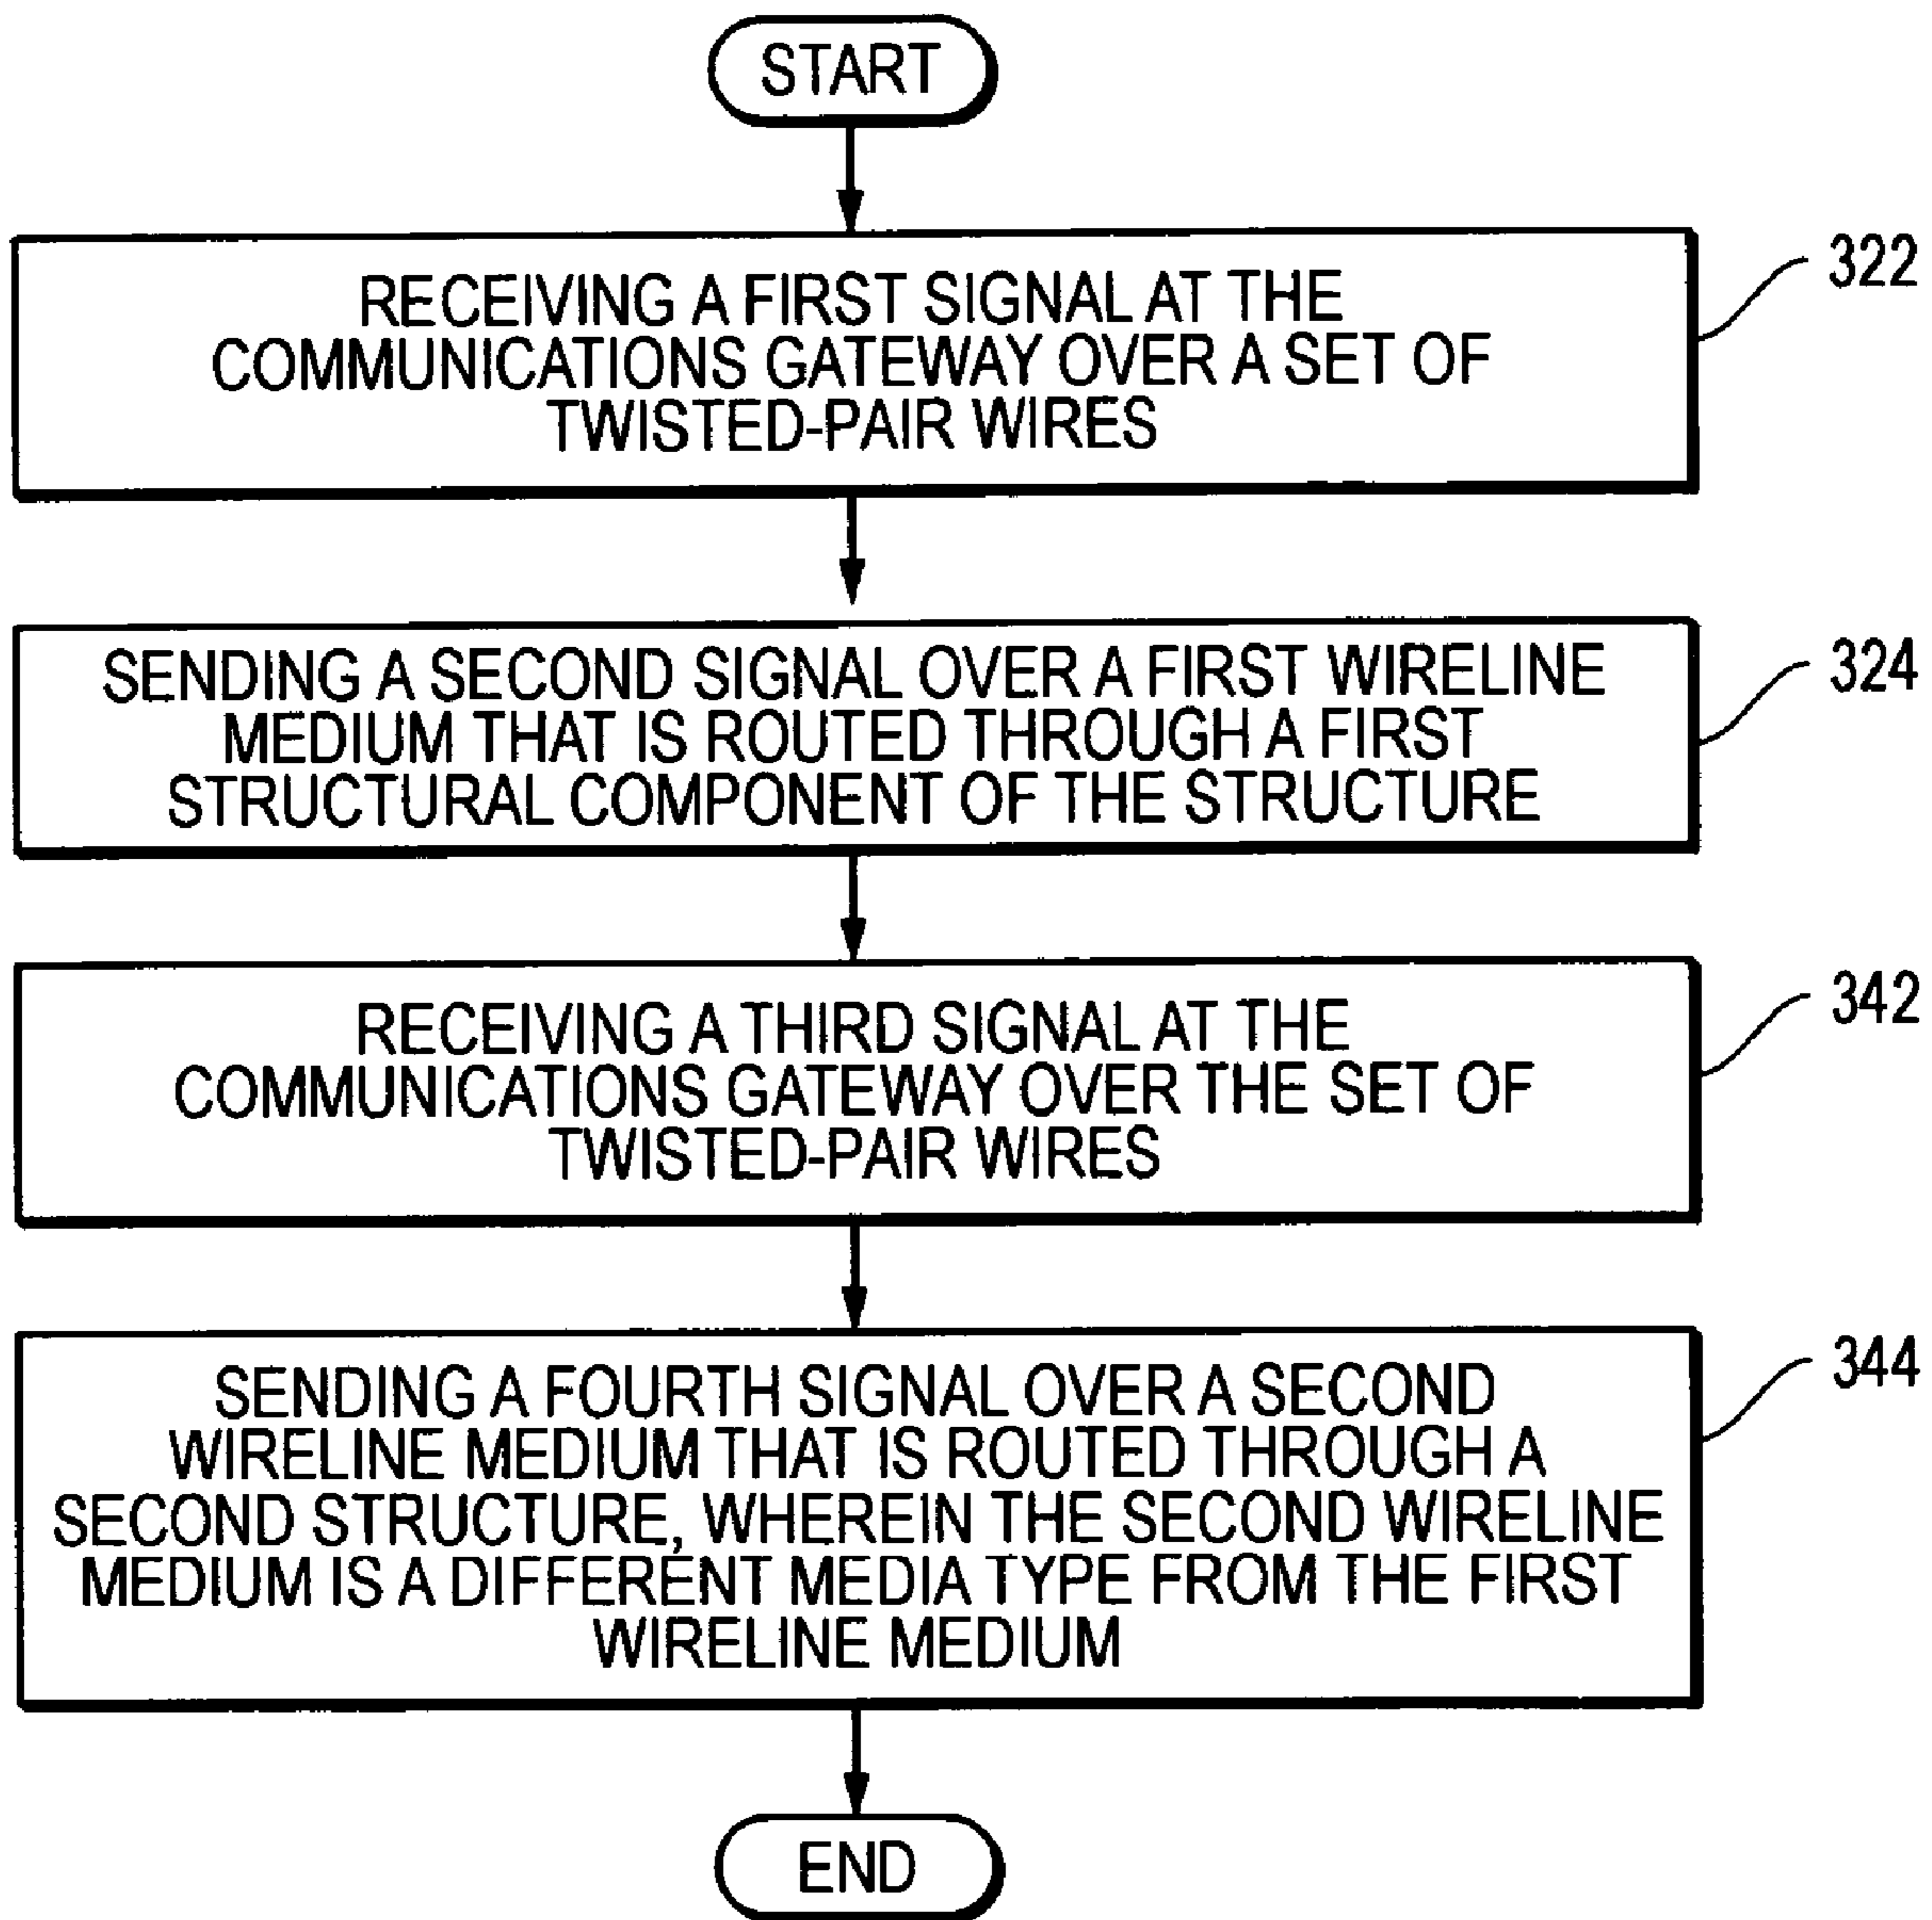 START
RECEIVING A FIRST SIGNAL AT THE
COMMUNICATIONS GATEWAY OVER A SET OF
TWISTED-PAIR WIRES
322
SENDING A SECOND SIGNAL OVER A FIRST WIRELINE
MEDIUM THAT IS ROUTED THROUGH A FIRST
STRUCTURAL COMPONENT OF THE STRUCTURE
324
RECEIVING A THIRD SIGNAL AT THE
COMMUNICATIONS GATEWAY OVER THE SET OF
TWISTED-PAIR WIRES
342
SENDING A FOURTH SIGNAL OVER A SECOND
WIRELINE MEDIUM THAT IS ROUTED THROUGH A
SECOND STRUCTURE, WHEREIN THE SECOND WIRELINE
MEDIUM IS A DIFFERENT MEDIA TYPE FROM THE FIRST
WIRELINE MEDIUM
344
END